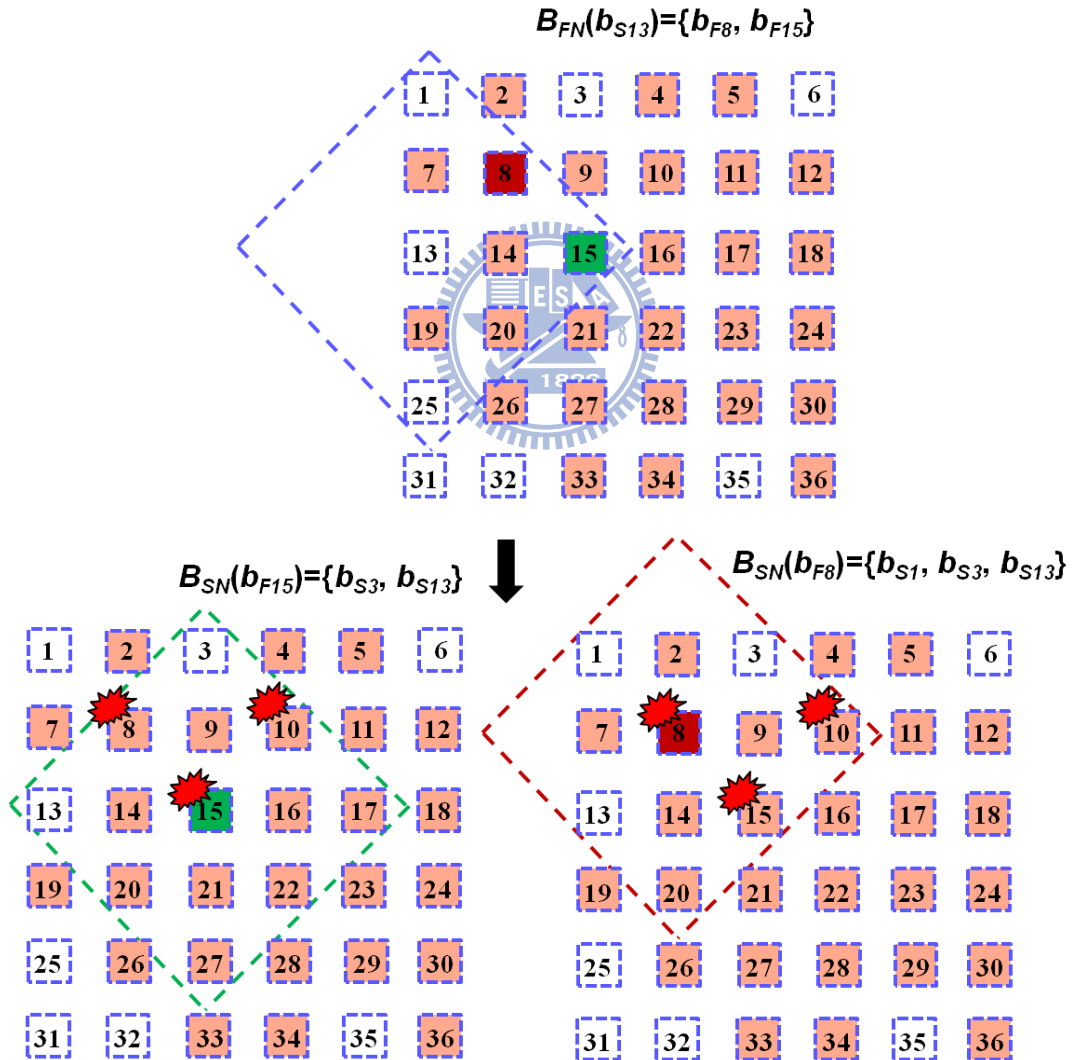 B_FN(b_S13)={b_F8, b_F15}
1 2 3 4 5 6
7 8 9 10 11 12
13 14 15 16 17 18
19 20 21 22 23 24
25 26 27 28 29 30
31 32 33 34 35 36
E S A
8
B_SN(b_F15)={b_S3, b_S13}
1 2 3 4 5 6
7 8 9 10 11 12
13 14 15 16 17 18
19 20 21 22 23 24
25 26 27 28 29 30
31 32 33 34 35 36
B_SN(b_F8)={b_S1, b_S3, b_S13}
1 2 3 4 5 6
7 8 9 10 11 12
13 14 15 16 17 18
19 20 21 22 23 24
25 26 27 28 29 30
31 32 33 34 35 36